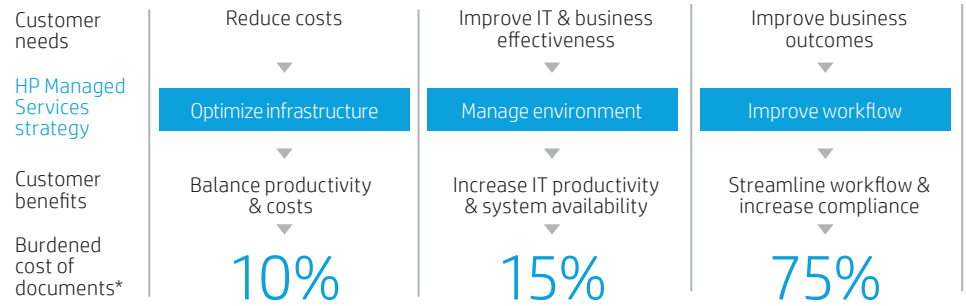 Customer
needs
Reduce costs
Improve IT & business
effectiveness
Improve business
outcomes
HP Managed
Services
strategy
Optimize infrastructure
Manage environment
Improve workflow
Customer
benefits
Balance productivity
& costs
Increase IT productivity
& system availability
Streamline workflow &
increase compliance
Burdened
cost of
documents*
10%
15%
75%